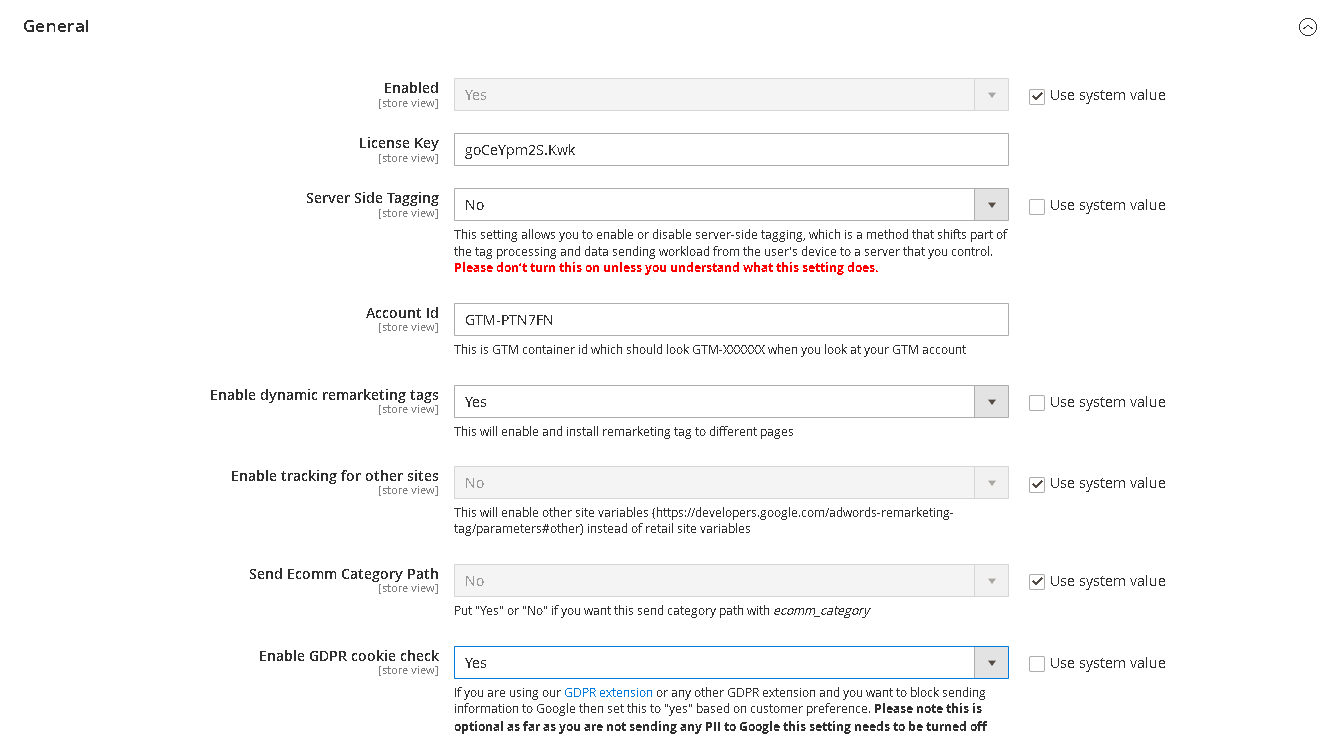 General
Enabled
[store view]
Yes
Use system value
License Key
[store view]
goCeYpm2S.Kwk
Server Side Tagging
[store view]
No
Use system value
This setting allows you to enable or disable server-side tagging, which is a method that shifts part of
the tag processing and data sending workload from the user's device to a server that you control.
Please don't turn this on unless you understand what this setting does.
Account Id
[store view]
GTM-PTN7FN
This is GTM container id which should look GTM-XXXXXX when you look at your GTM account
Enable dynamic remarketing tags
[store view]
Yes
Use system value
This will enable and install remarketing tag to different pages
Enable tracking for other sites
[store view]
No
Use system value
This will enable other site variables (https://developers.google.com/adwords-remarketing-
tag/parameters#other) instead of retail site variables
Send Ecomm Category Path
[store view]
No
Use system value
Put "Yes" or "No" if you want this send category path with ecomm_category
Enable GDPR cookie check
[store view]
Yes
Use system value
If you are using our GDPR extension or any other GDPR extension and you want to block sending
information to Google then set this to "yes" based on customer preference. Please note this is
optional as far as you are not sending any PII to Google this setting needs to be turned off